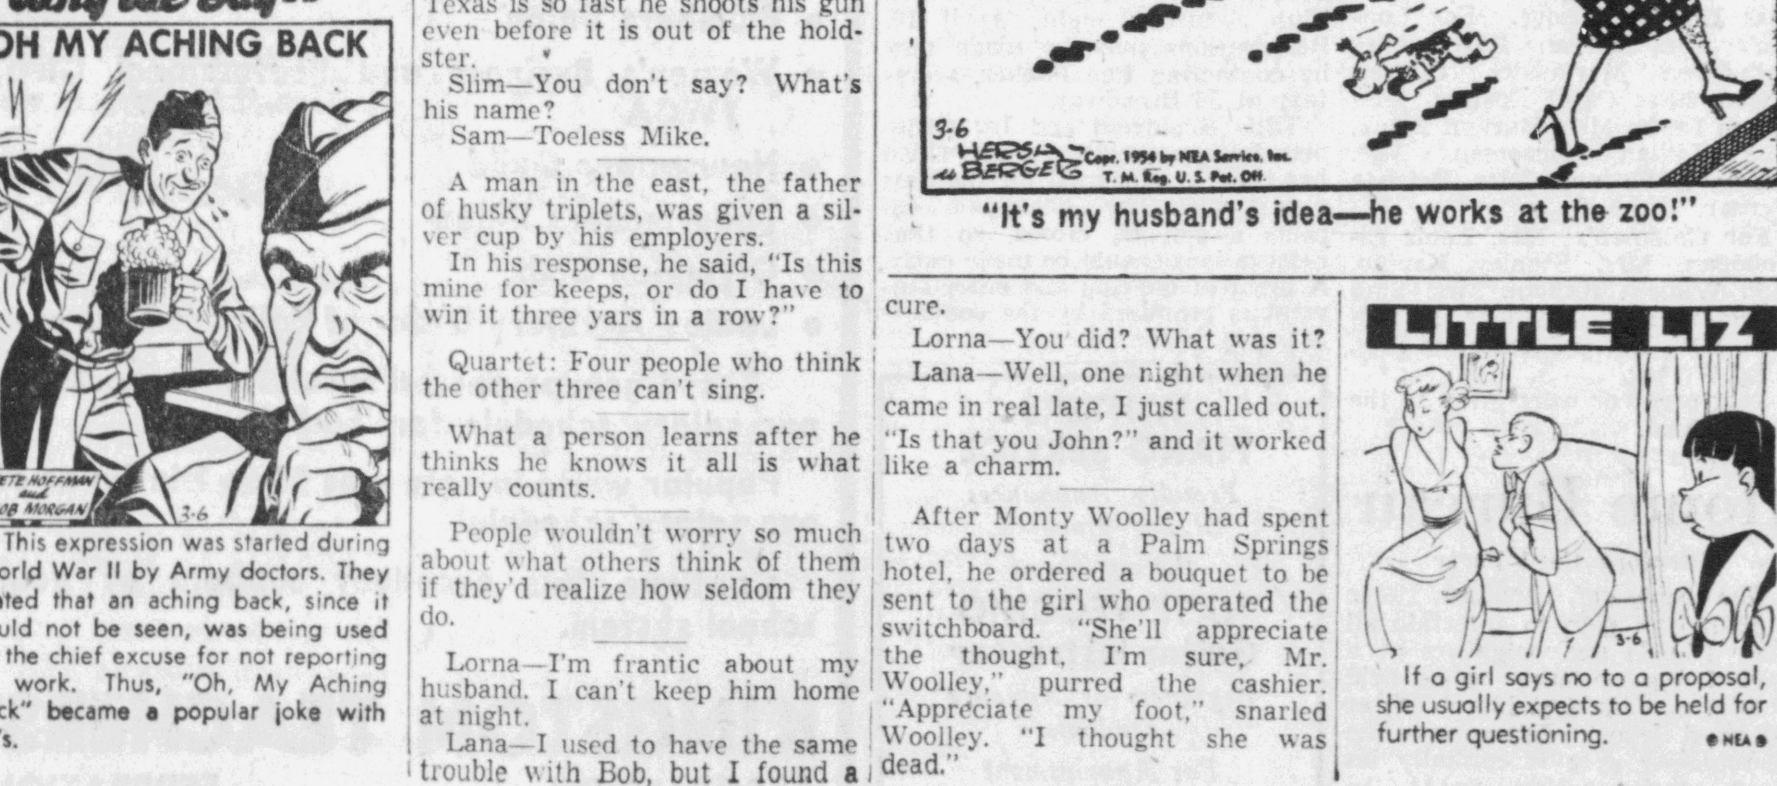 OH MY ACHING BACK
ETE HOFFMAN
and
OB MORGAN
3-6
This expression was started during
orld War II by Army doctors. They
ated that an aching back, since it
uld not be seen, was being used
the chief excuse for not reporting
work. Thus, "Oh, My Aching
ck" became a popular joke with
's.
Texas is so fast he shoots his gun
even before it is out of the hold-
ster.
Slim—You don't say? What's
his name?
Sam—Toeless Mike.
A man in the east, the father
of husky triplets, was given a sil-
ver cup by his employers.
In his response, he said, "Is this
mine for keeps, or do I have to
win it three yars in a row?"
Quartet: Four people who think
the other three can't sing.
What a person learns after he
thinks he knows it all is what
really counts.
People wouldn't worry so much
about what others think of them
if they'd realize how seldom they
do.
Lorna—I'm frantic about my
husband. I can't keep him home
at night.
Lana—I used to have the same
trouble with Bob, but I found a
3-6
HERSH
BERGER
Copr. 1954 by NEA Service, Inc.
T. M. Reg. U. S. Pat. Off.
"It's my husband's idea—he works at the zoo!"
cure.
Lorna—You did? What was it?
Lana—Well, one night when he
came in real late, I just called out.
"Is that you John?" and it worked
like a charm.
After Monty Woolley had spent
two days at a Palm Springs
hotel, he ordered a bouquet to be
sent to the girl who operated the
switchboard. "She'll appreciate
the thought, I'm sure, Mr.
Woolley," purred the cashier.
"Appreciate my foot," snarled
Woolley. "I thought she was
dead."
LITTLE LIZ
3-6
If a girl says no to a proposal,
she usually expects to be held for
further questioning.
NEA